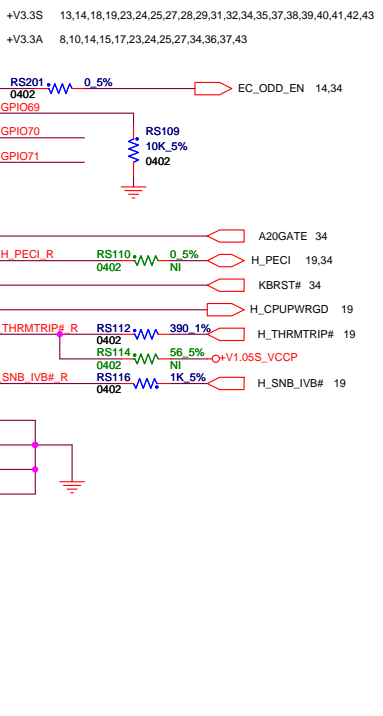 +V3.3S 13,14,18,19,23,24,25,27,28,29,31,32,34,35,37,38,39,40,41,42,43
+V3.3A 8,10,14,15,17,23,24,25,27,34,36,37,43
RS201 0_5%
0402
EC_ODD_EN 14,34
GPIO69
GPIO70
RS109
10K_5%
0402
GPIO71
A20GATE 34
H_PECI_R RS110 0_5%
0402 NI
H_PECI 19,34
KBRST# 34
H_CPUPWRGD 19
THRMTRIP#_R RS112 390_1%
0402
H_THRMTRIP# 19
RS114 56_5%
0402 NI
+V1.05S_VCCP
SNB_IVB#_R RS116 1K_5%
0402
H_SNB_IVB# 19